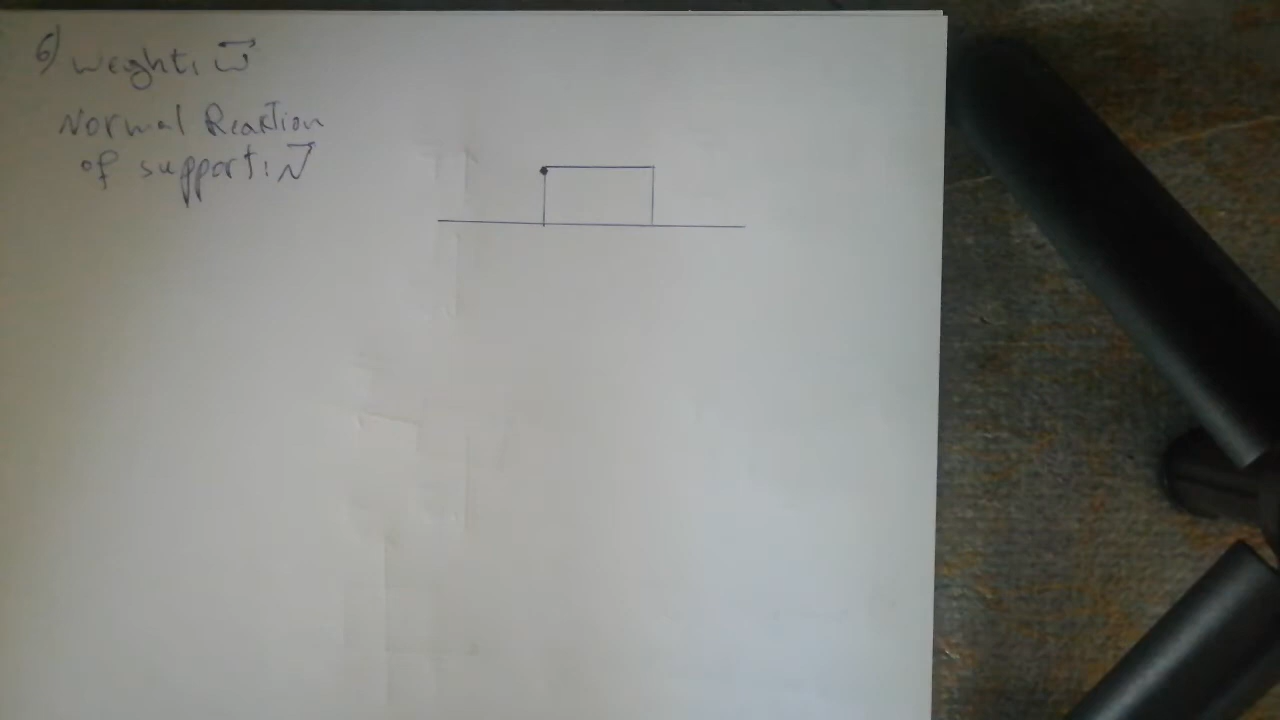 6) weight: w⃗
Normal Reaction
of support: N⃗